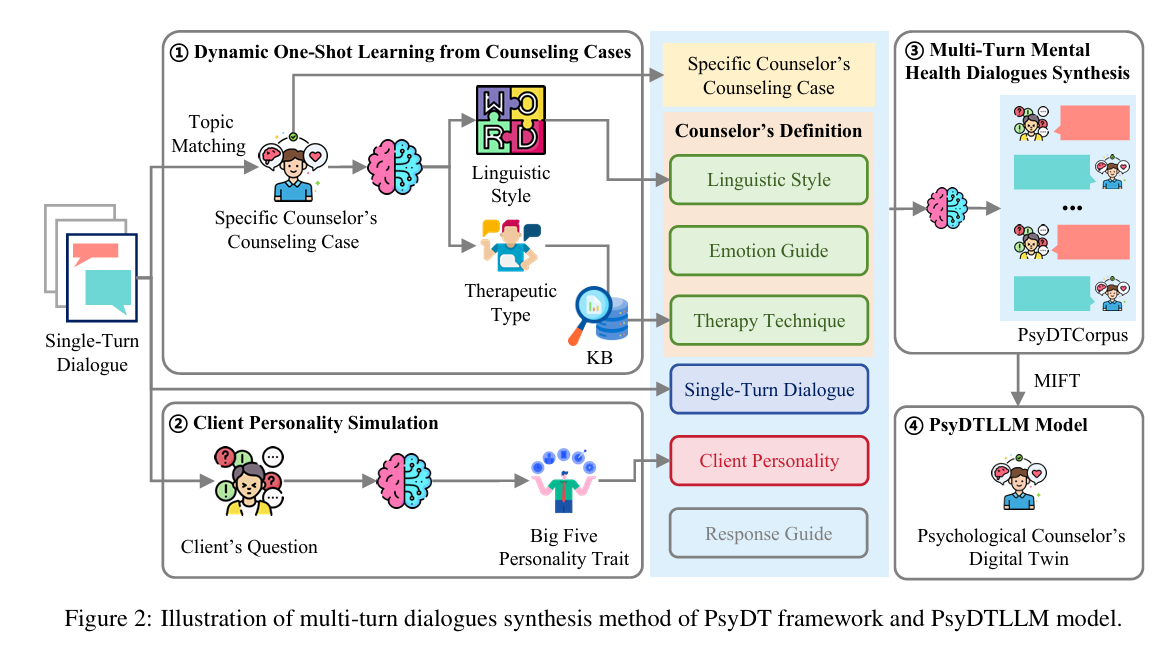 ① Dynamic One-Shot Learning from Counseling Cases
Topic
Matching
Specific Counselor's
Counseling Case
WO
RD
Linguistic
Style
Therapeutic
Type
KB
Single-Turn
Dialogue
② Client Personality Simulation
Client's Question
Big Five
Personality Trait
Specific Counselor's
Counseling Case
Counselor's Definition
Linguistic Style
Emotion Guide
Therapy Technique
Single-Turn Dialogue
Client Personality
Response Guide
③ Multi-Turn Mental
Health Dialogues Synthesis
...
PsyDTCorpus
MIFT
④ PsyDTLLM Model
Psychological Counselor's
Digital Twin
Figure 2: Illustration of multi-turn dialogues synthesis method of PsyDT framework and PsyDTLLM model.